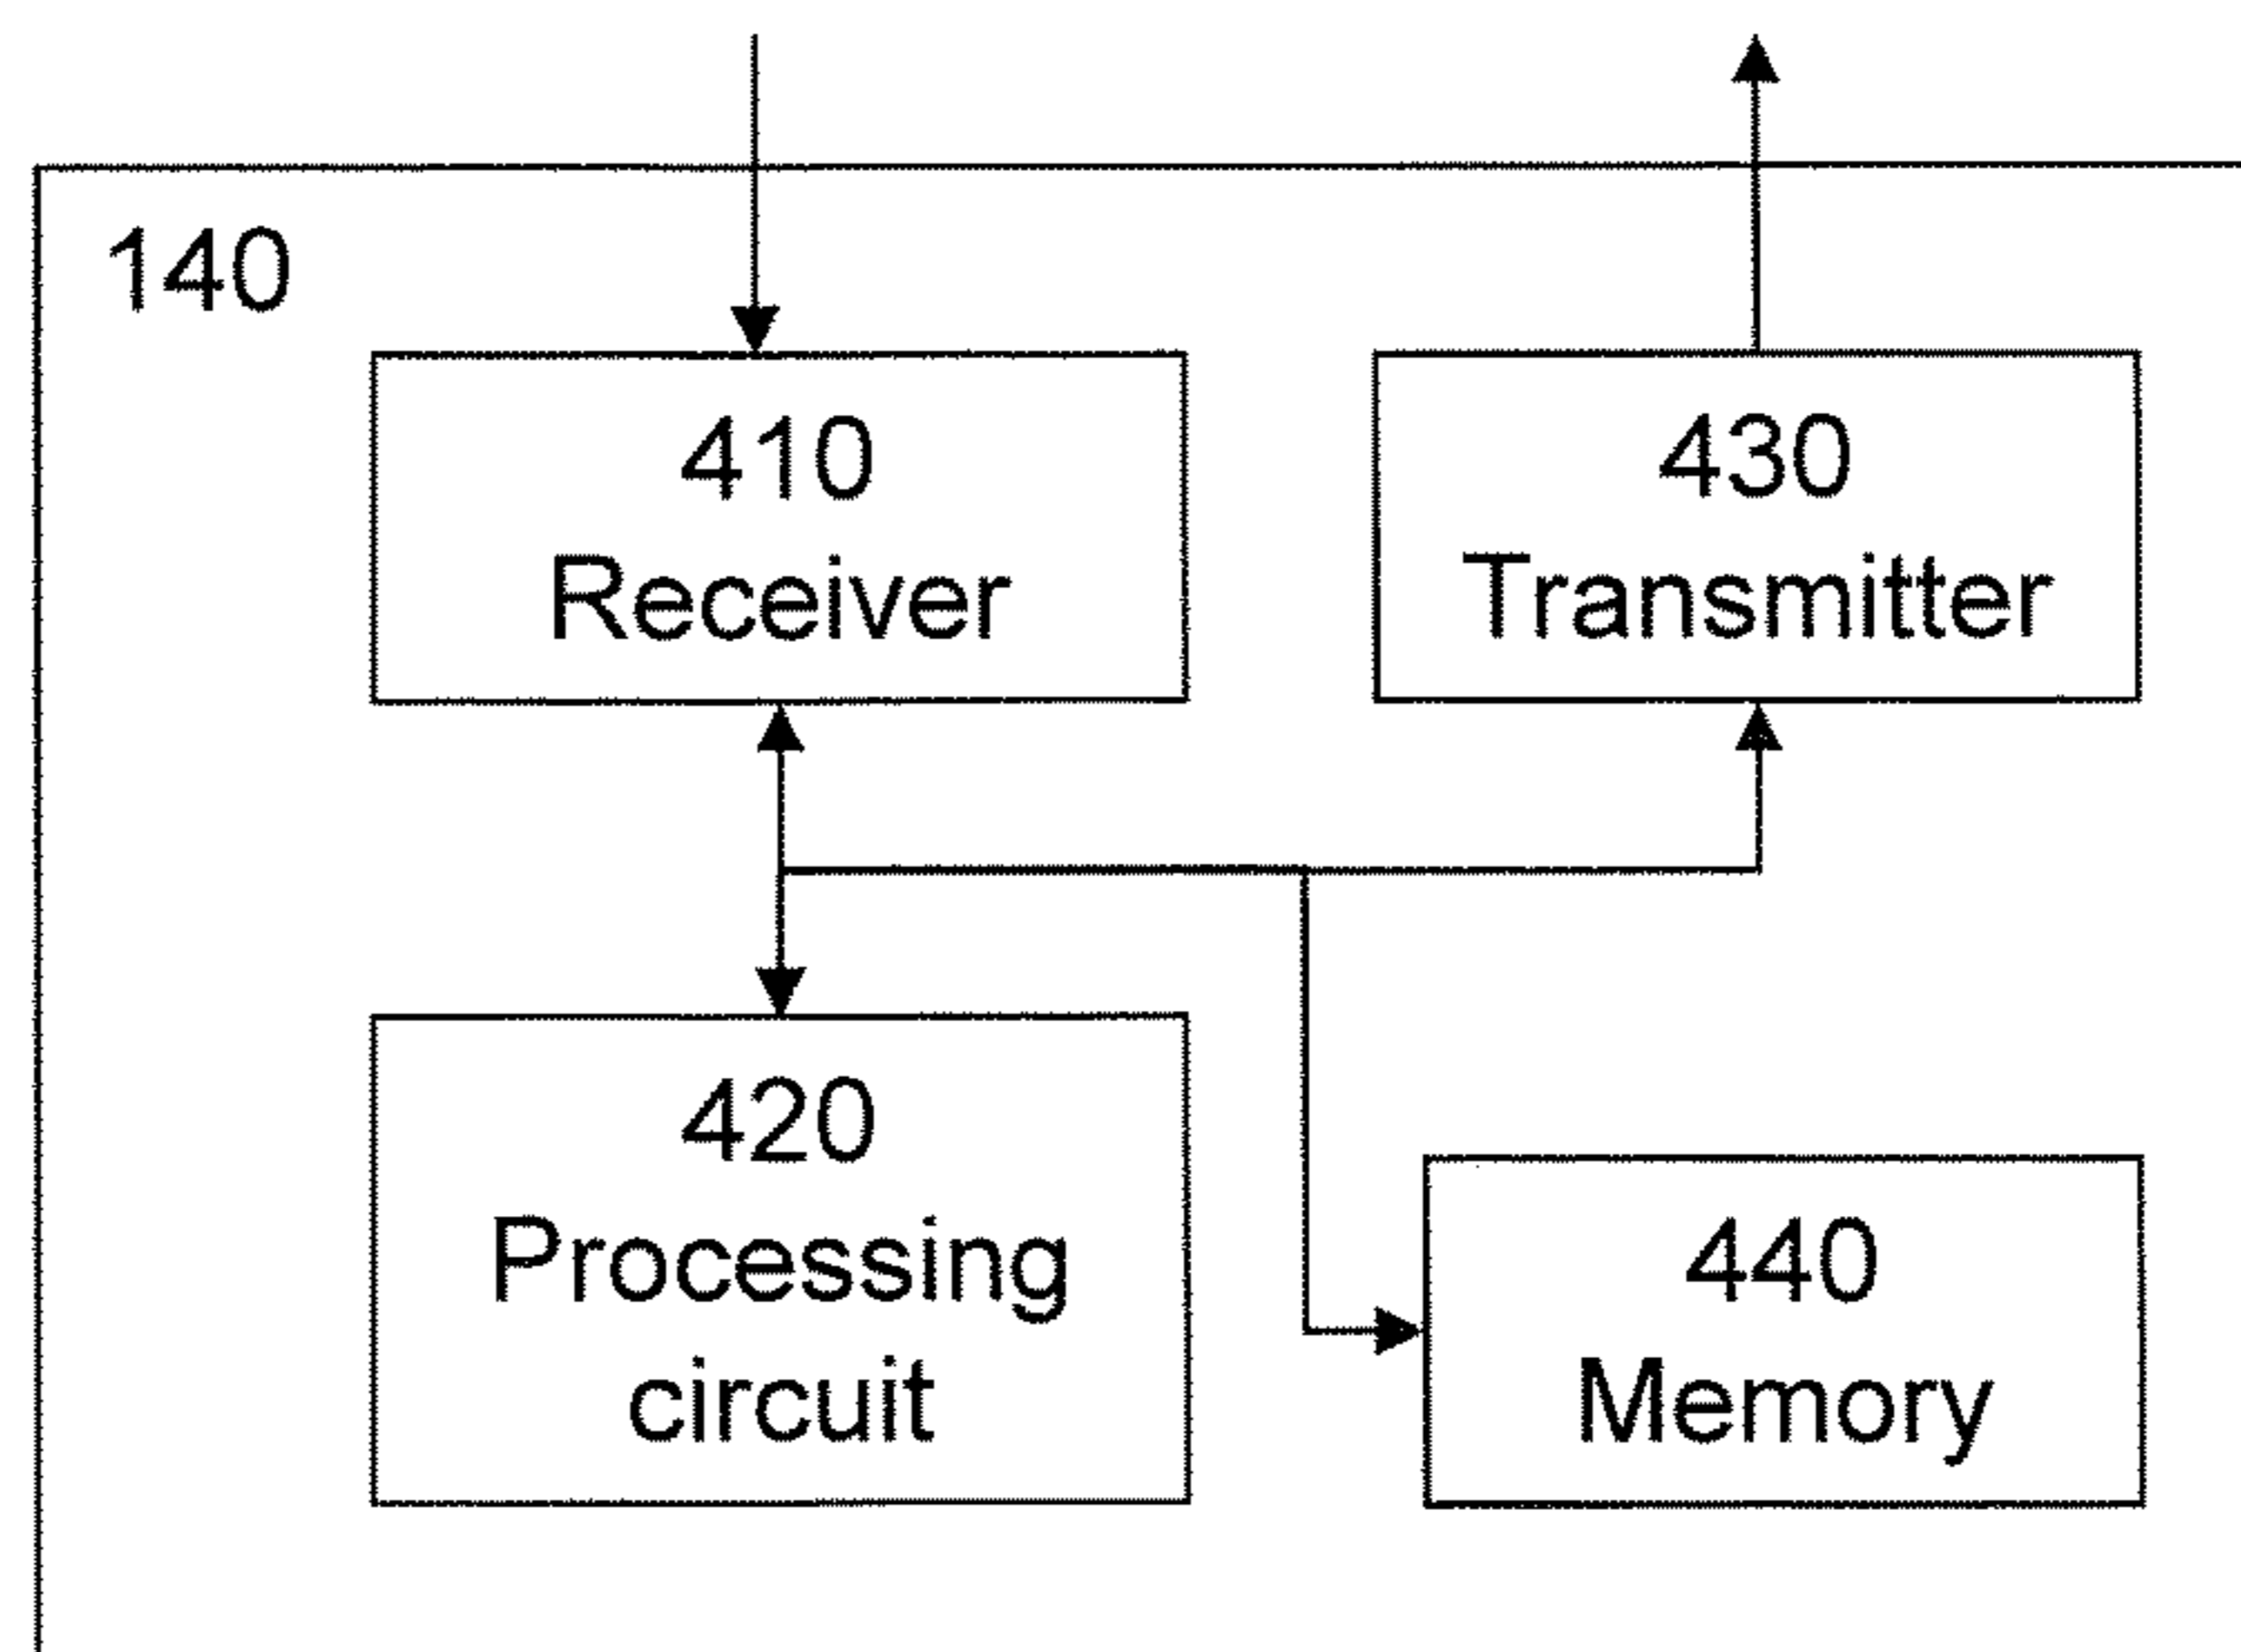 140
410
Receiver
430
Transmitter
420
Processing
circuit
440
Memory